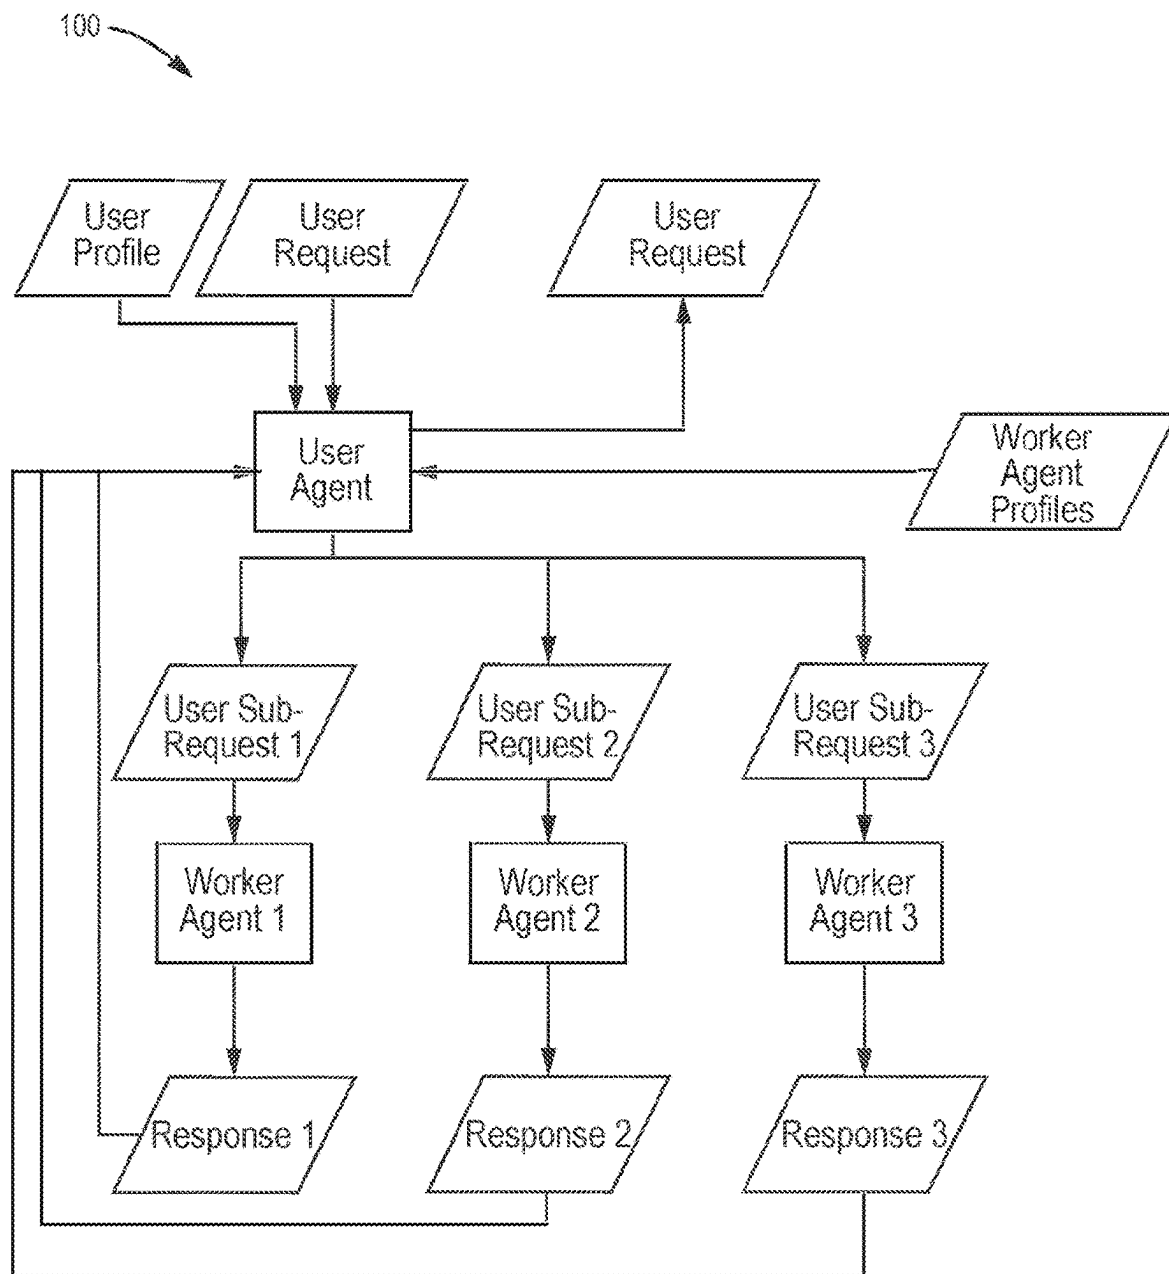 100
User
Profile
User
Request
User
Request
User
Agent
Worker
Agent
Profiles
User Sub-
Request 1
User Sub-
Request 2
User Sub-
Request 3
Worker
Agent 1
Worker
Agent 2
Worker
Agent 3
Response 1
Response 2
Response 3